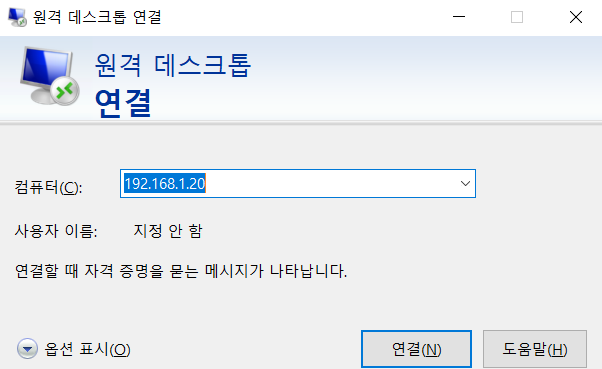 원격 데스크톱 연결
원격 데스크톱
연결
컴퓨터(C): 192.168.1.20
사용자 이름: 지정 안 함
연결할 때 자격 증명을 묻는 메시지가 나타납니다.
옵션 표시(O) 연결(N) 도움말(H)